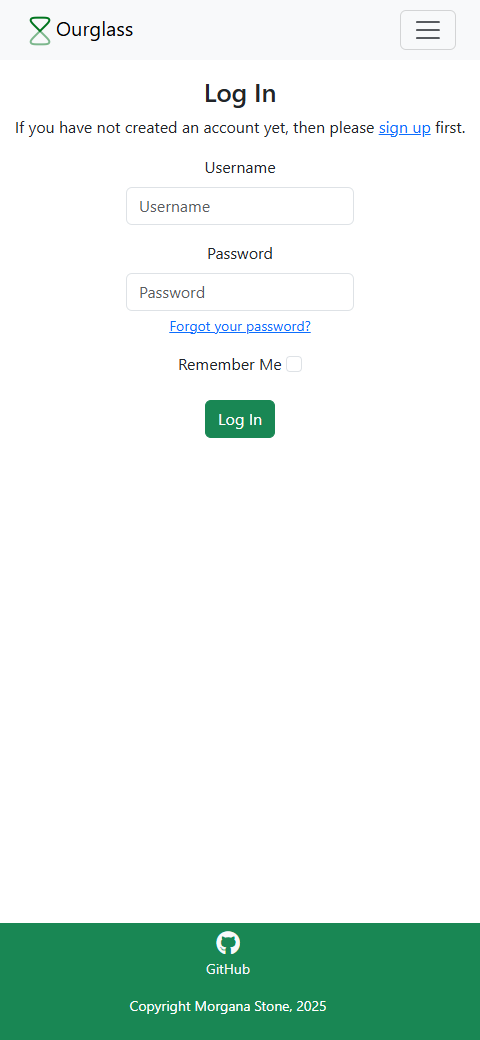 Ourglass
Log In
If you have not created an account yet, then please sign up first.
Username
Username
Password
Password
Forgot your password?
Remember Me
Log In
GitHub
Copyright Morgana Stone, 2025